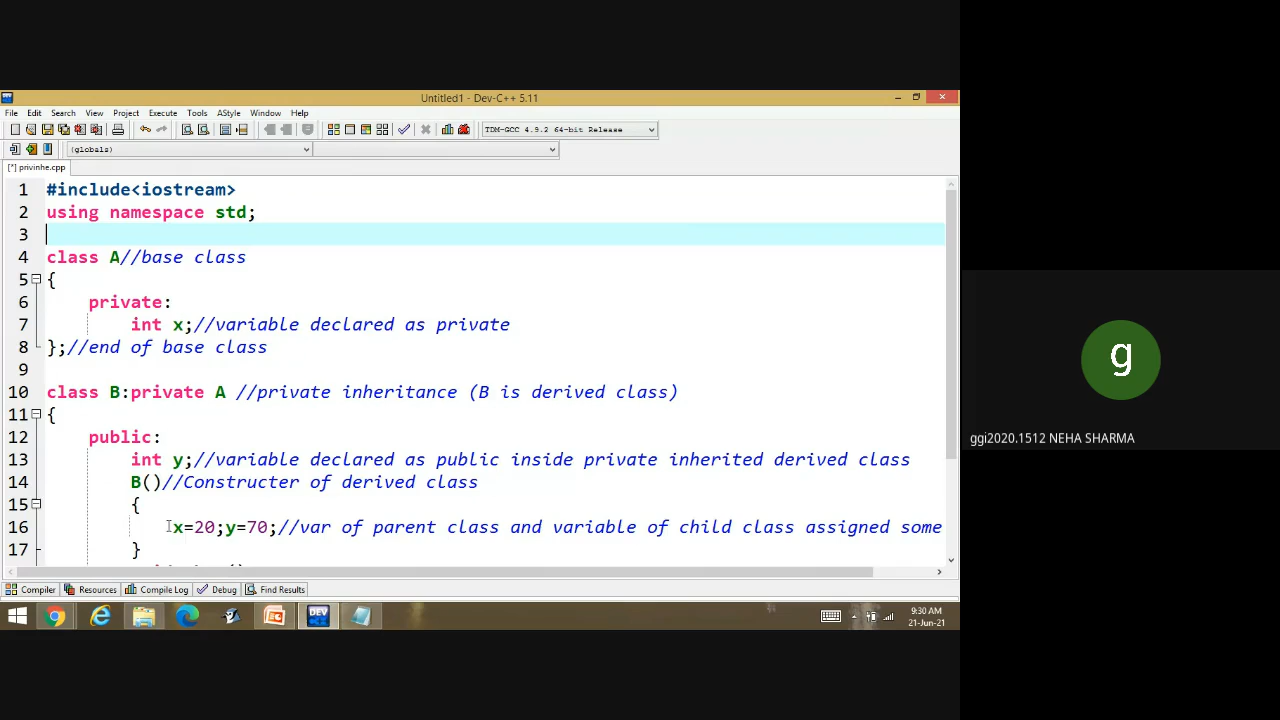 Untitled1 - Dev-C++ 5.11
File Edit Search View Project Execute Tools AStyle Window Help
TDM-GCC 4.9.2 64-bit Release
(globals)
[*] privinhe.cpp
1 #include<iostream>
2 using namespace std;
3
4 class A//base class
5 {
6 private:
7 int x;//variable declared as private
8 };//end of base class
9
10 class B:private A //private inheritance (B is derived class)
11 {
12 public:
13 int y;//variable declared as public inside private inherited derived class
14 B()//Constructer of derived class
15 {
16 x=20;y=70;//var of parent class and variable of child class assigned some
17 }
Compiler Resources Compile Log Debug Find Results
DEV
9:30 AM
21-Jun-21
g
ggi2020.1512 NEHA SHARMA